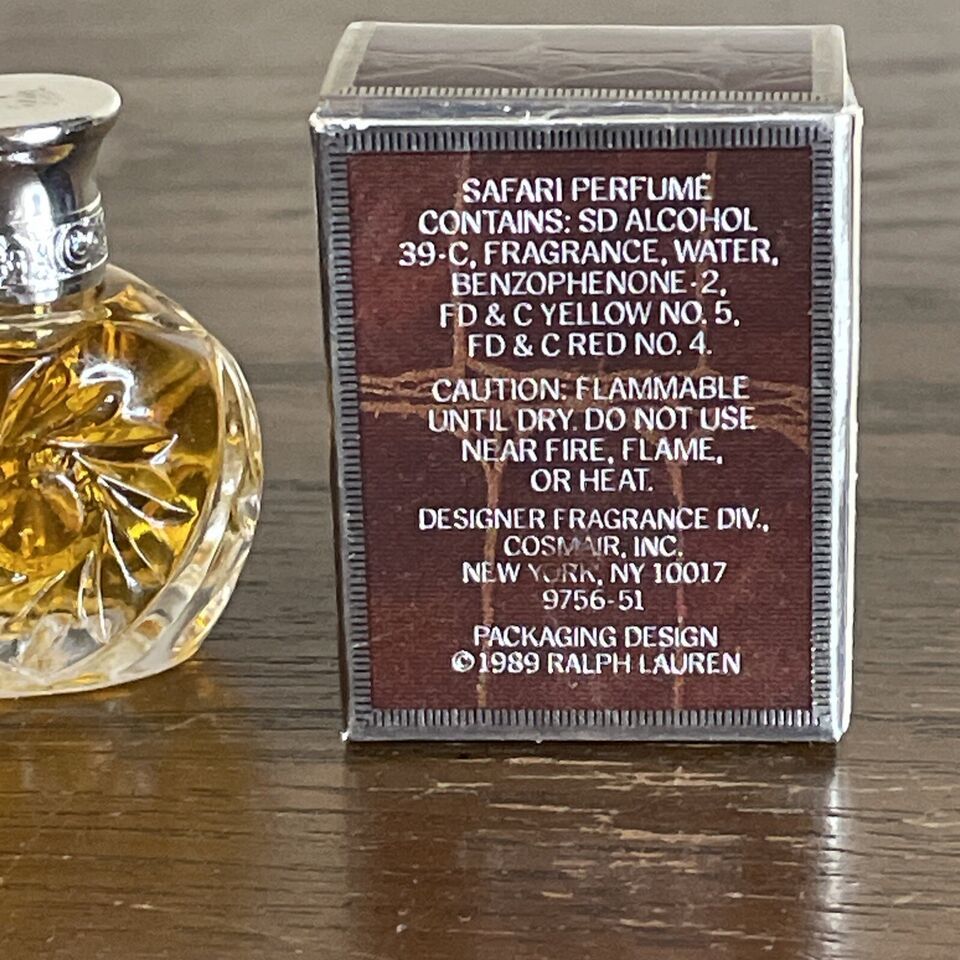 SAFARI PERFUME
CONTAINS: SD ALCOHOL
39-C, FRAGRANCE, WATER,
BENZOPHENONE-2,
FD & C YELLOW NO. 5,
FD & C RED NO. 4.
CAUTION: FLAMMABLE
UNTIL DRY. DO NOT USE
NEAR FIRE, FLAME,
OR HEAT.
DESIGNER FRAGRANCE DIV.,
COSMAIR, INC.
NEW YORK, NY 10017
9756-51
PACKAGING DESIGN
©1989 RALPH LAUREN